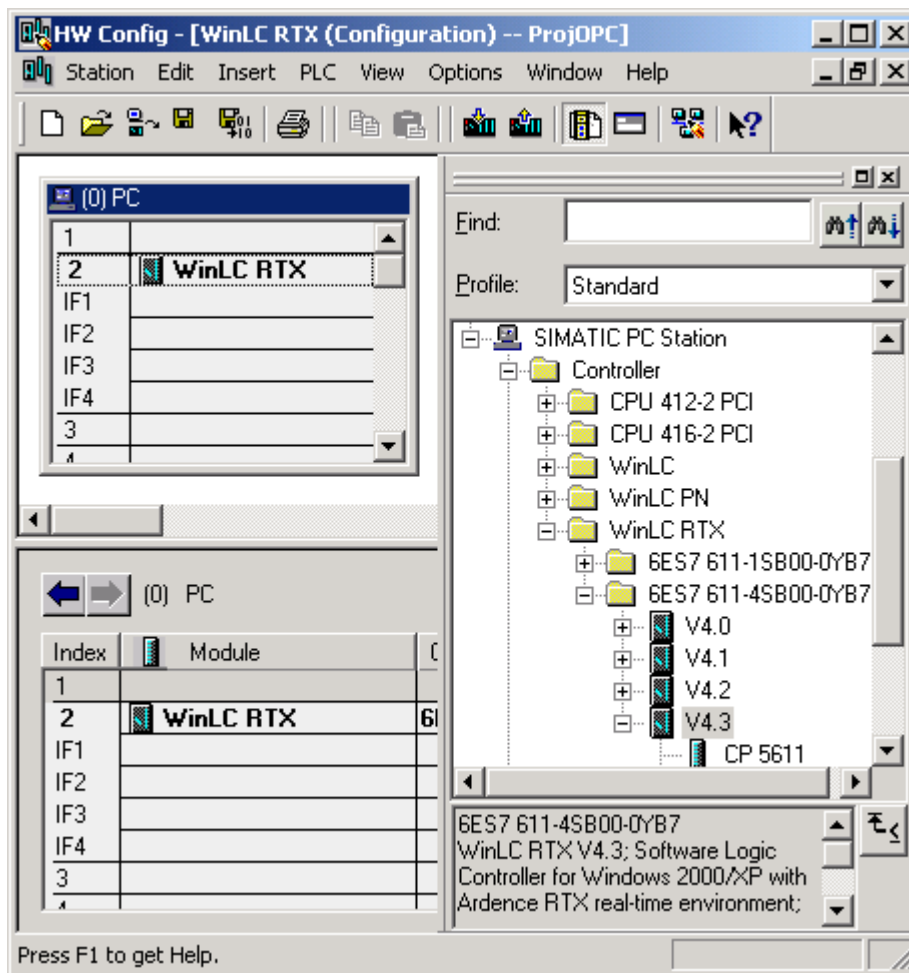 HW Config - [WinLC RTX (Configuration) -- ProjOPC]
Station Edit Insert PLC View Options Window Help
(0) PC
1
2 WinLC RTX
IF1
IF2
IF3
IF4
3
4
Find:
Profile: Standard
SIMATIC PC Station
Controller
CPU 412-2 PCI
CPU 416-2 PCI
WinLC
WinLC PN
WinLC RTX
6ES7 611-1SB00-0YB7
6ES7 611-4SB00-0YB7
V4.0
V4.1
V4.2
V4.3
CP 5611
(0) PC
Index Module
1
2 WinLC RTX
IF1
IF2
IF3
IF4
3
4
6ES7 611-4SB00-0YB7
WinLC RTX V4.3; Software Logic
Controller for Windows 2000/XP with
Ardence RTX real-time environment;
Press F1 to get Help.